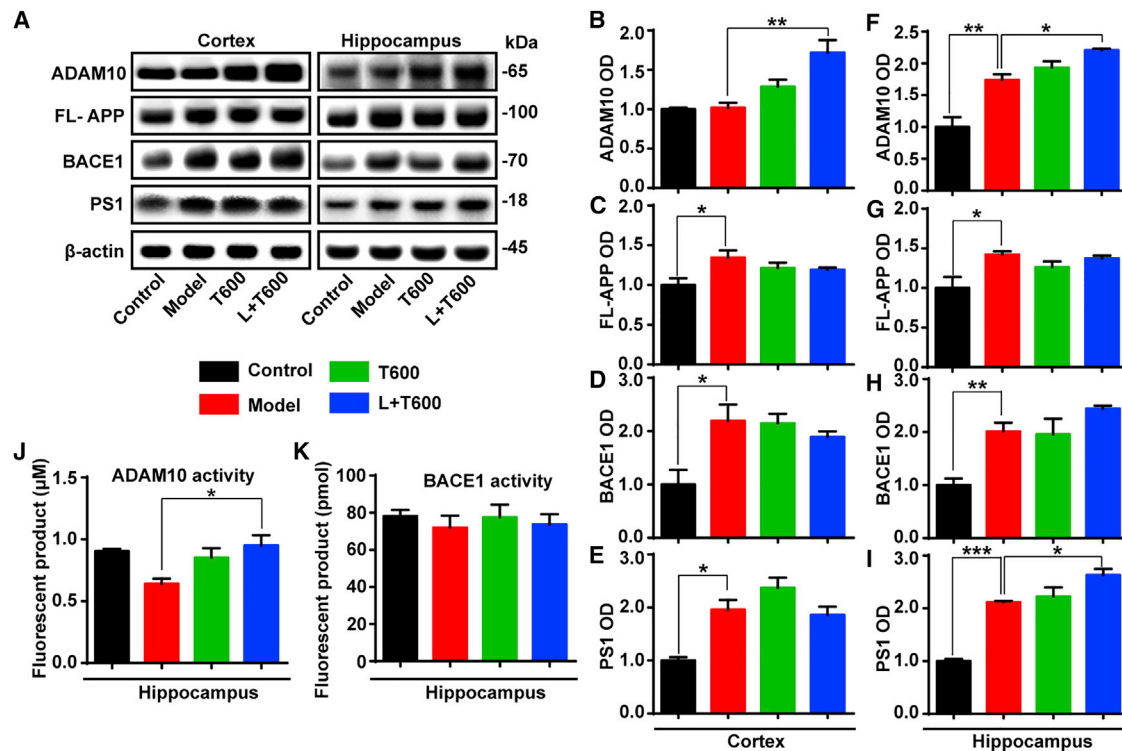 A
Cortex
Hippocampus
kDa
ADAM10
-65
FL- APP
-100
BACE1
-70
PS1
-18
β-actin
-45
Control
Model
T600
L+T600
Control
Model
T600
L+T600
Control
T600
Model
L+T600
J
ADAM10 activity
Fluorescent product (μM)
1.5
1.0
0.5
0.0
*
Hippocampus
K
BACE1 activity
Fluorescent product (pmol)
100
80
60
40
20
0
Hippocampus
B
ADAM10 OD
2.0
1.5
1.0
0.5
0.0
**
C
FL-APP OD
2.0
1.5
1.0
0.5
0.0
*
D
BACE1 OD
3.0
2.0
1.0
0.0
*
E
PS1 OD
3.0
2.0
1.0
0.0
*
Cortex
F
ADAM10 OD
2.5
2.0
1.5
1.0
0.5
0.0
**
*
G
FL-APP OD
2.0
1.5
1.0
0.5
0.0
*
H
BACE1 OD
3.0
2.0
1.0
0.0
**
I
PS1 OD
3.0
2.0
1.0
0.0
***
*
Hippocampus